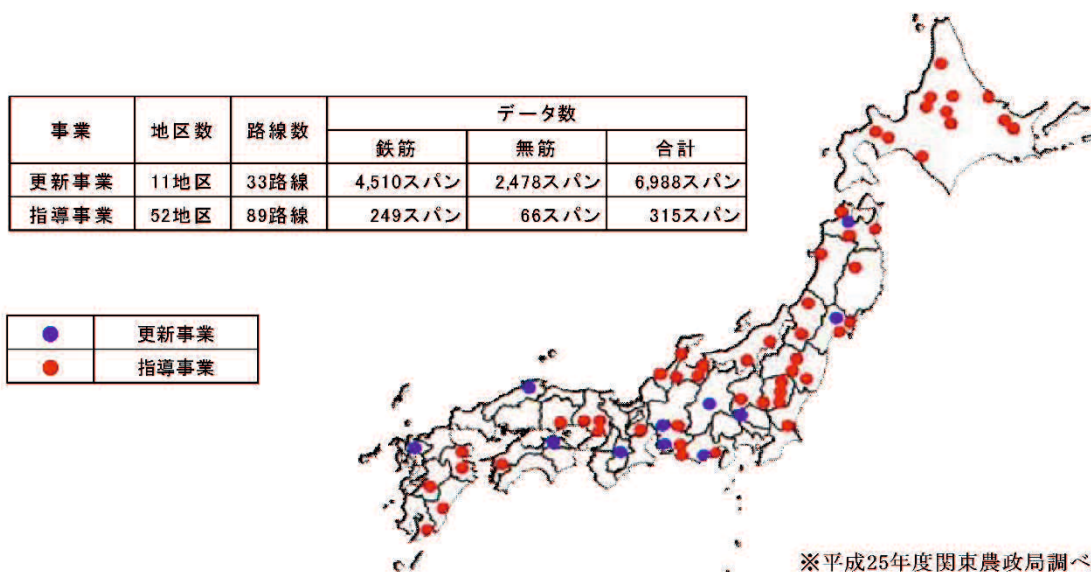 事業 地区数 路線数 データ数
鉄筋 無筋 合計
更新事業 11地区 33路線 4,510スパン 2,478スパン 6,988スパン
指導事業 52地区 89路線 249スパン 66スパン 315スパン
更新事業
指導事業
※平成25年度関東農政局調べ